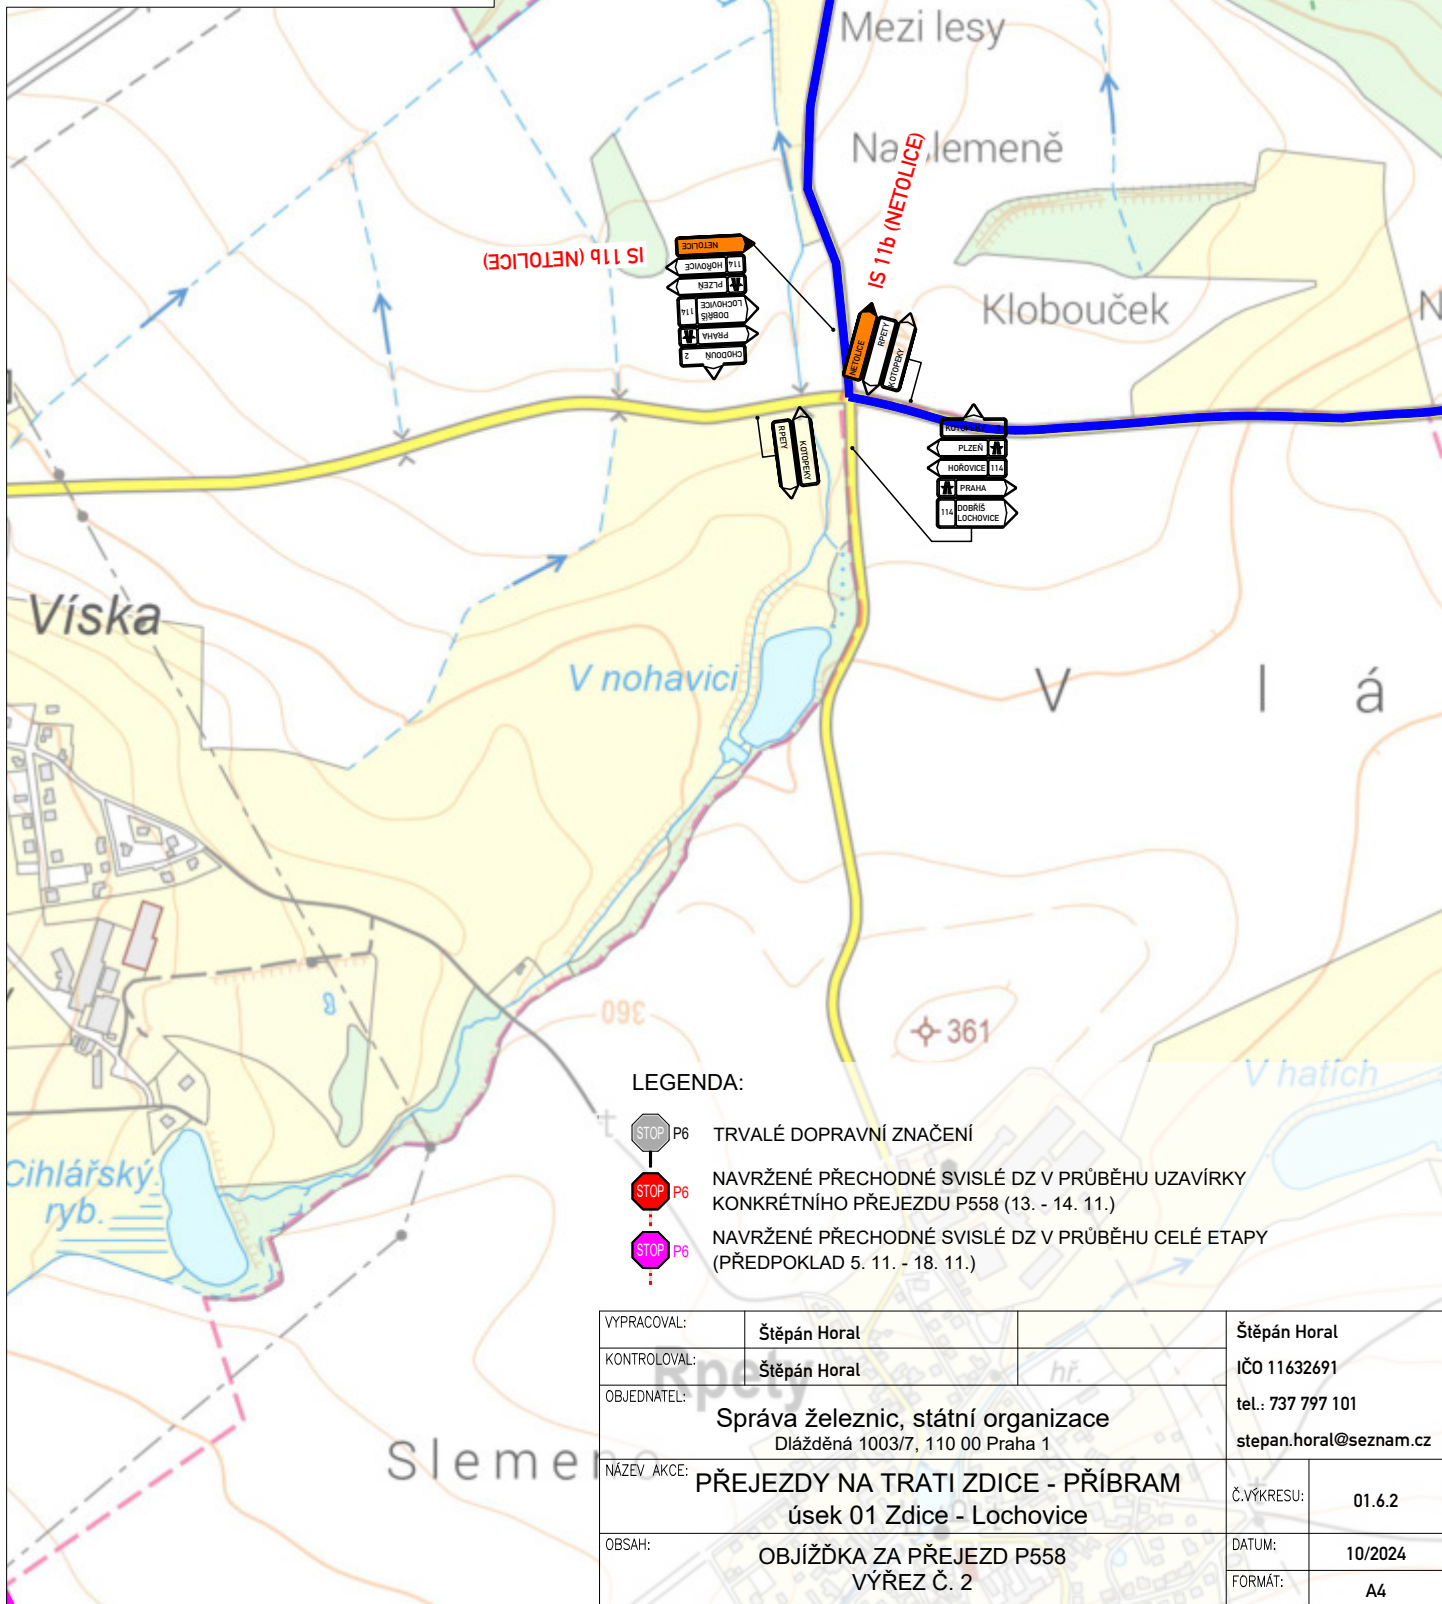 Mezi lesy
Na Slemeně
IS 11b (NETOLICE)
IS 11b (NETOLICE)
NETOLICE
HOŘOVICE 114
PLZEŇ
DOBŘÍŠ
LOCHOVICE 114
PRAHA
CHODOUŇ 2
NETOLICE
RPETY
KOTOPEKY
Klobouček
N
RPETY
KOTOPEKY
KOTOPEKY
PLZEŇ
HOŘOVICE 114
PRAHA
114 DOBŘÍŠ
LOCHOVICE
Víska
V nohavici
V l á
360
361
V hatích
Cihlářský
ryb.
LEGENDA:
STOP P6 TRVALÉ DOPRAVNÍ ZNAČENÍ
STOP P6 NAVRŽENÉ PŘECHODNÉ SVISLÉ DZ V PRŮBĚHU UZAVÍRKY
KONKRÉTNÍHO PŘEJEZDU P558 (13. - 14. 11.)
STOP P6 NAVRŽENÉ PŘECHODNÉ SVISLÉ DZ V PRŮBĚHU CELÉ ETAPY
(PŘEDPOKLAD 5. 11. - 18. 11.)
Rpety
hř.
Slemeno
VYPRACOVAL: Štěpán Horal
KONTROLOVAL: Štěpán Horal
OBJEDNATEL:
Správa železnic, státní organizace
Dlážděná 1003/7, 110 00 Praha 1
Štěpán Horal
IČO 11632691
tel.: 737 797 101
stepan.horal@seznam.cz
NÁZEV AKCE: PŘEJEZDY NA TRATI ZDICE - PŘÍBRAM
úsek 01 Zdice - Lochovice
Č.VÝKRESU: 01.6.2
OBSAH: OBJÍŽĎKA ZA PŘEJEZD P558
VÝŘEZ Č. 2
DATUM: 10/2024
FORMÁT: A4